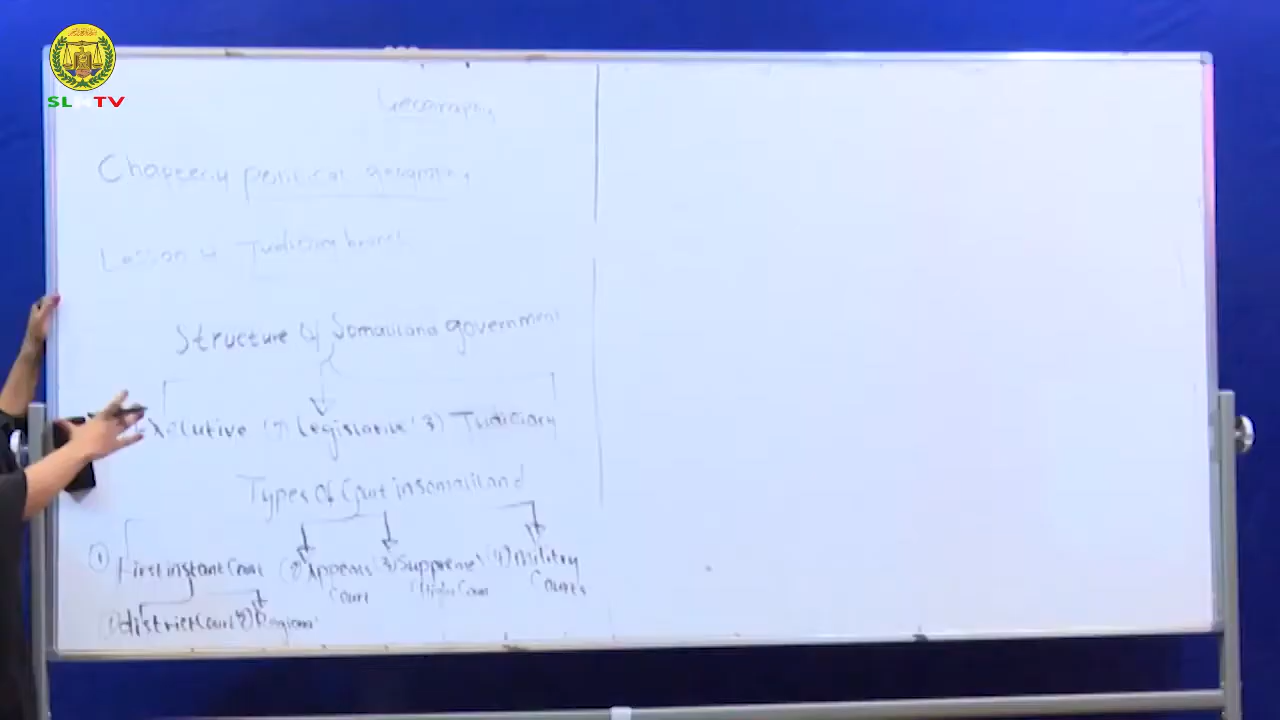 SLNTV
Geography
Chapter 4 political geography
Lesson 4 Judiciary branch
Structure of Somaliland government
Executive 2) Legislative 3) Judiciary
Types of Court in somaliland
① First instant Court (2) Appeals (3) Supreme (4) Military
Court High Court Courts
1) district Court 2) Regional